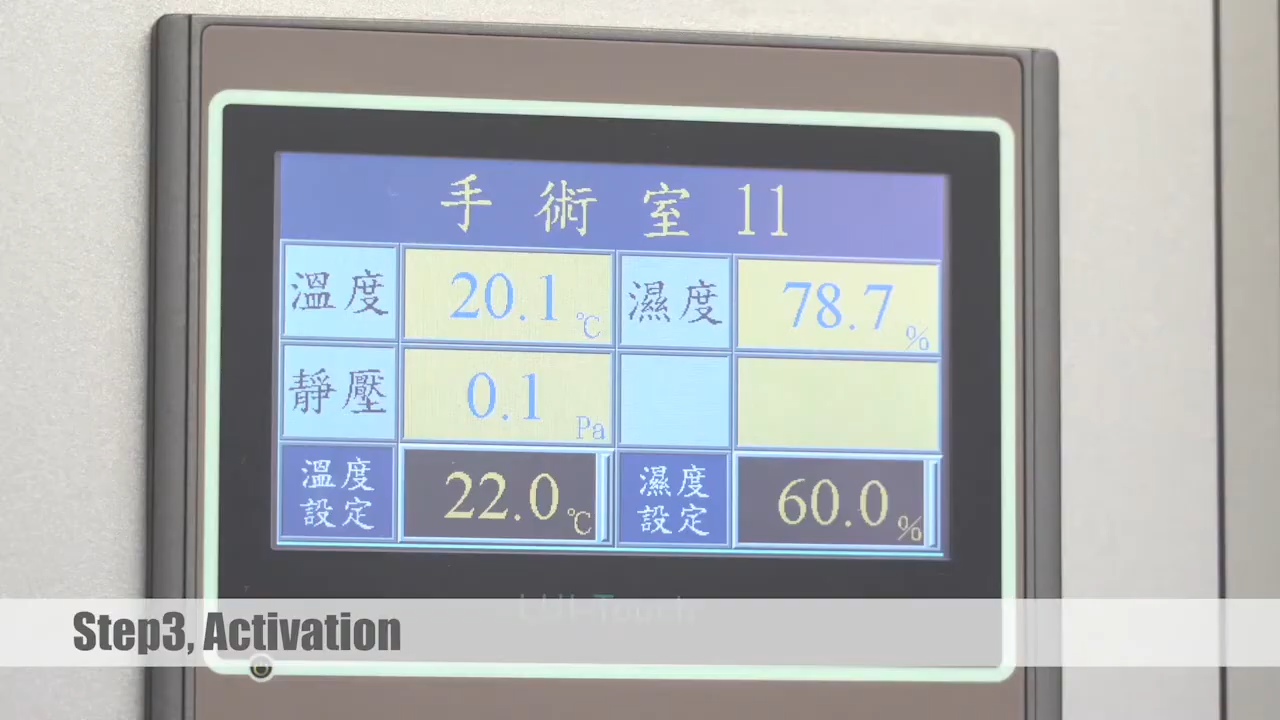 手術室 11
溫度 20.1 ℃ 濕度 78.7 %
靜壓 0.1 Pa
溫度設定 22.0 ℃ 濕度設定 60.0 %
Step3, Activation